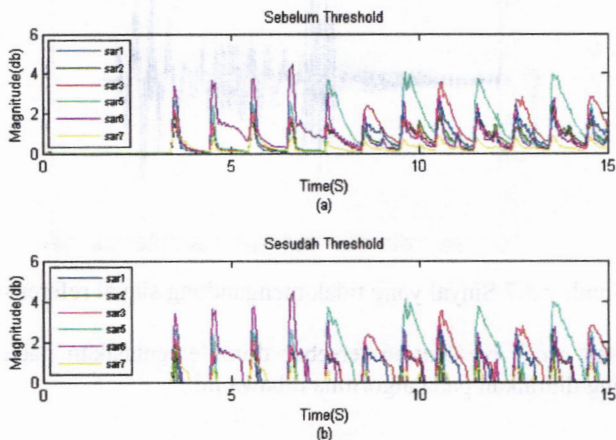 Sebelum Threshold
6
4
2
0
Magnitude(db)
sar1
sar2
sar3
sar5
sar6
sar7
0
5
10
15
Time(S)
(a)
Sesudah Threshold
6
4
2
0
Magnitude(db)
sar1
sar2
sar3
sar5
sar6
sar7
0
5
10
15
Time(S)
(b)